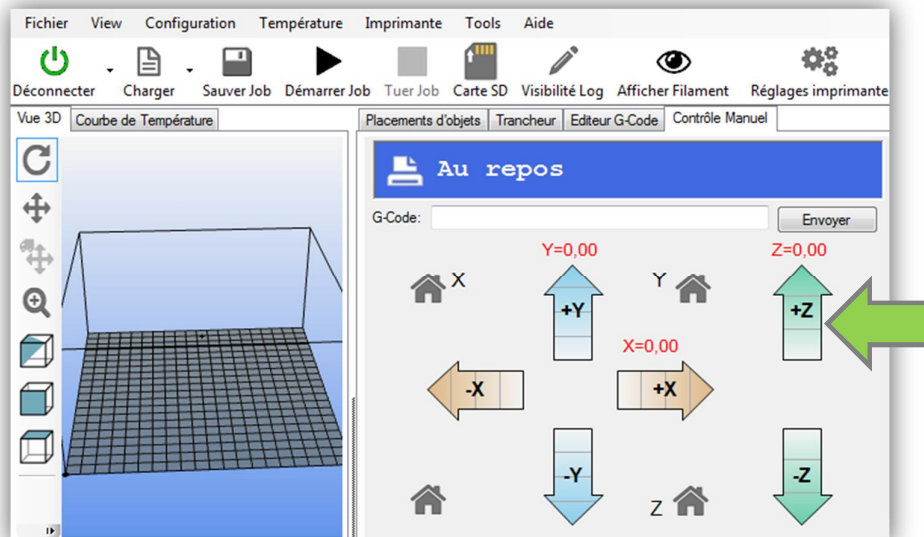 Fichier View Configuration Température Imprimante Tools Aide
Déconnecter Charger Sauver Job Démarrer Job Tuer Job Carte SD Visibilité Log Afficher Filament Réglages imprimante
Vue 3D Courbe de Température
Placements d'objets Trancheur Editeur G-Code Contrôle Manuel
Au repos
G-Code: Envoyer
Y=0,00 Z=0,00
X Y
+Y +Z
X=0,00
-X +X
-Y -Z
Z